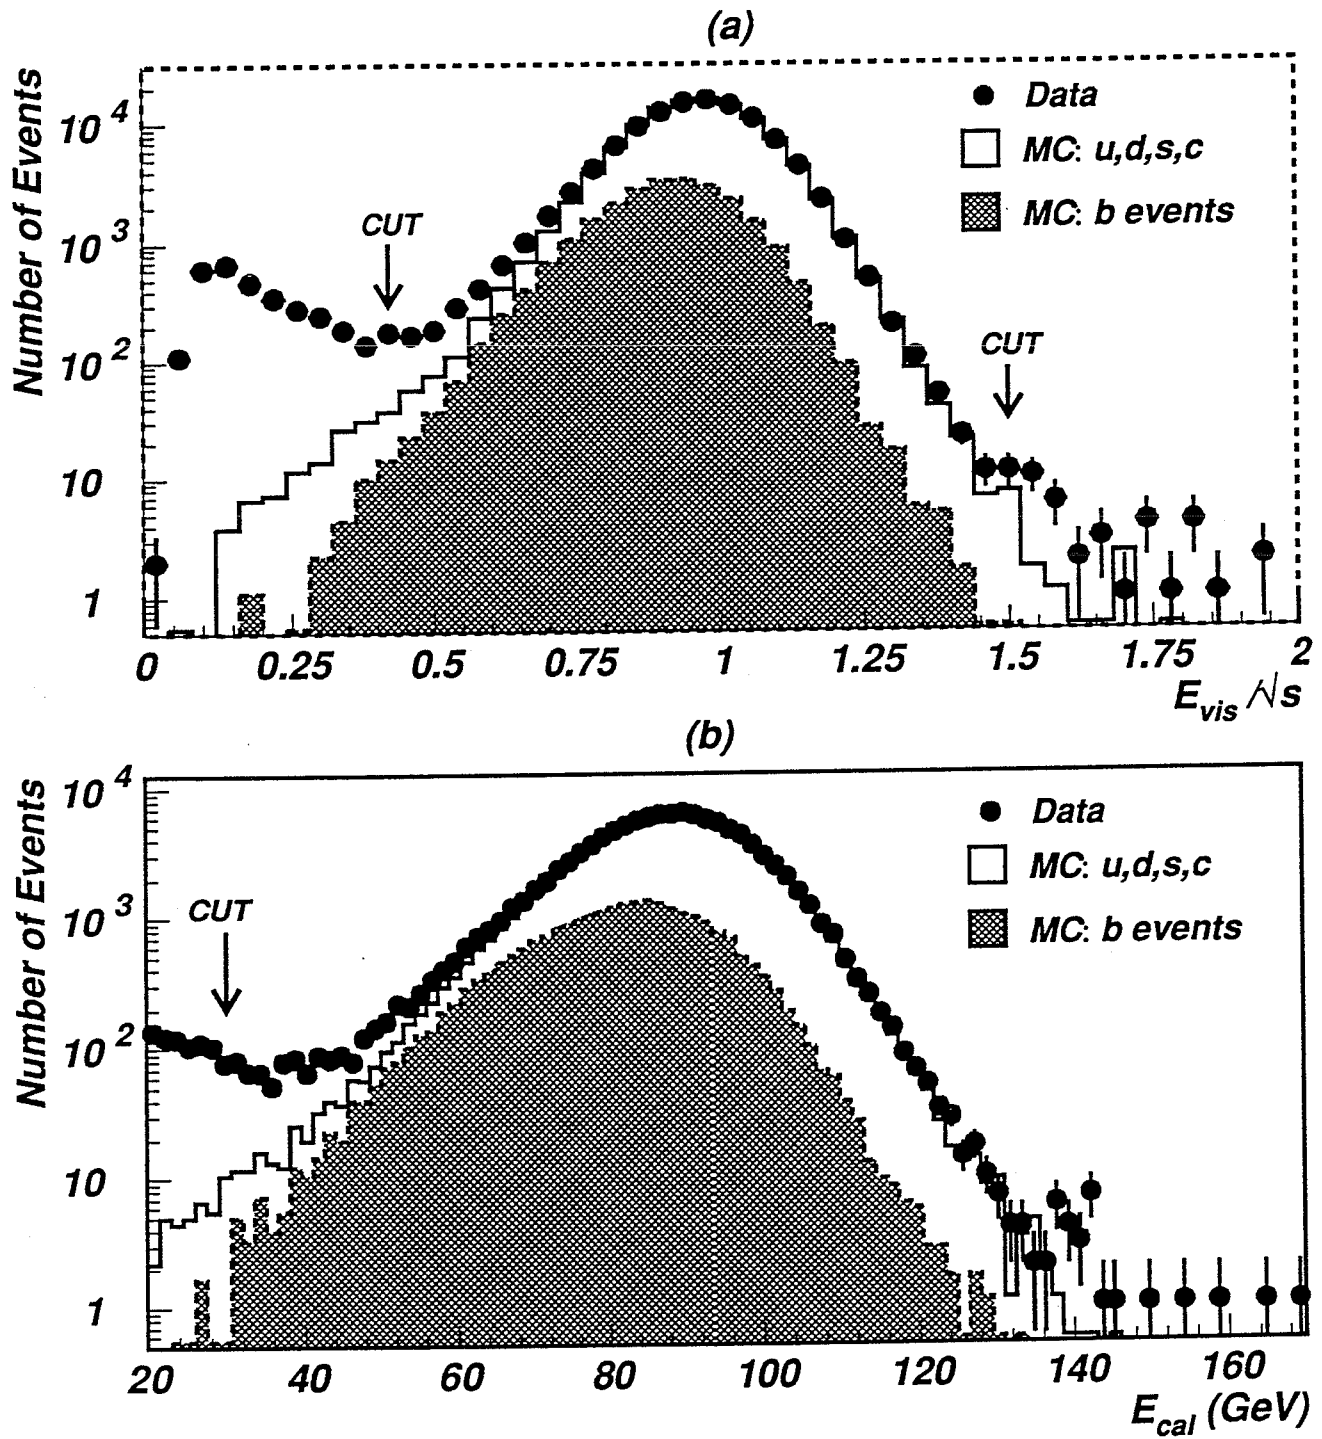 (a)
Number of Events
10^4
10^3
10^2
10
1
CUT
CUT
Data
MC: u,d,s,c
MC: b events
0 0.25 0.5 0.75 1 1.25 1.5 1.75 2
E_vis /√s
(b)
Number of Events
10^4
10^3
10^2
10
1
CUT
Data
MC: u,d,s,c
MC: b events
20 40 60 80 100 120 140 160
E_cal (GeV)